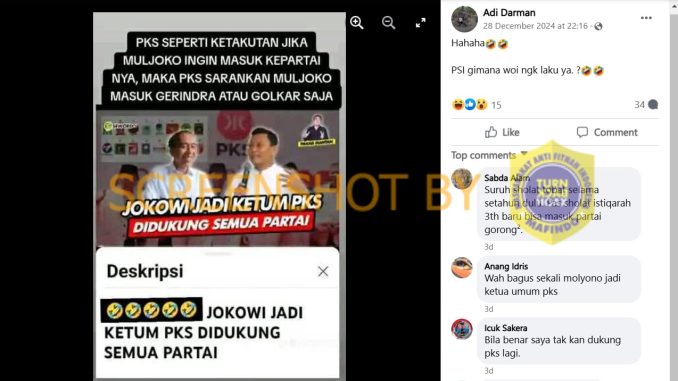 PKS SEPERTI KETAKUTAN JIKA
MULJOKO INGIN MASUK KEPARTAI
NYA, MAKA PKS SARANKAN MULJOKO
MASUK GERINDRA ATAU GOLKAR SAJA
PKS
JOKOWI JADI KETUM PKS
DIDUKUNG SEMUA PARTAI
SCREENSHOT BY
Deskripsi
🤣🤣🤣🤣🤣 JOKOWI JADI
KETUM PKS DIDUKUNG
SEMUA PARTAI
Adi Darman
28 December 2024 at 22:16
Hahaha🤣🤣
PSI gimana woi ngk laku ya. ?🤣🤣
15
34
Like
Comment
Top comments
Sabda Alam
Suruh sholat tobat selama
setahun
sholat istiqarah
3th baru bisa masuk partai
gorong².
3d
Anang Idris
Wah bagus sekali molyono jadi
ketua umum pks
3d
Icuk Sakera
Bila benar saya tak kan dukung
pks lagi.
3d
TURN
HOAX
MAFINDO